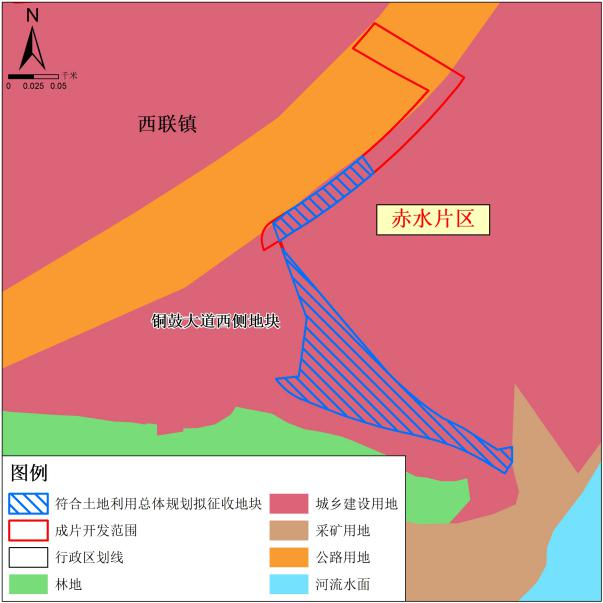 N
千米
0 0.025 0.05
西联镇
赤水片区
铜鼓大道西侧地块
图例
符合土地利用总体规划拟征收地块
成片开发范围
行政区划线
林地
城乡建设用地
采矿用地
公路用地
河流水面